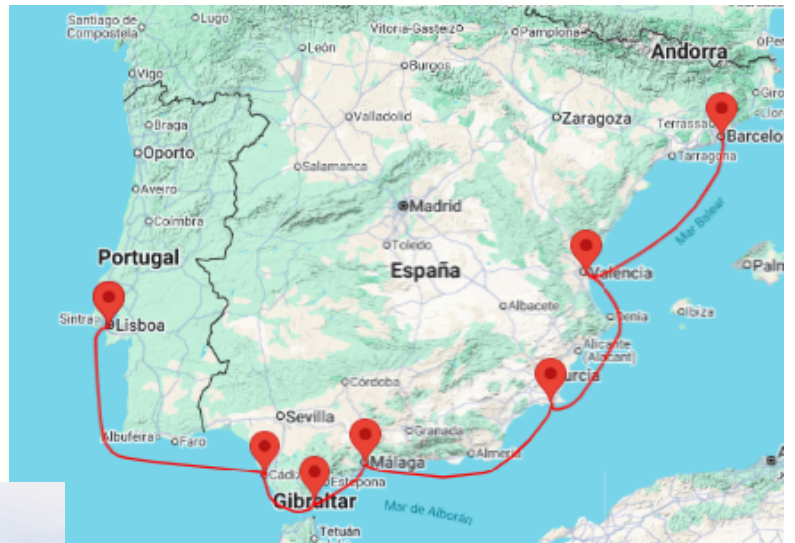 Santiago de
Compostela
Lugo
Vitoria-Gasteiz
Pamplona
León
Andorra
Burgos
Vigo
Valladolid
Zaragoza
Terrassa
Braga
Barcelo
Oporto
Tarragona
Salamanca
Aveiro
Madrid
Coimbra
Mar Balear
Toledo
Portugal
España
Valencia
Palm
Albacete
Ibiza
Sintra
Lisboa
Denia
Alicante
(Alacant)
urcia
Córdoba
Sevilla
Granada
Albufeira
Faro
Almería
Málaga
Cádiz
Estepona
Gibraltar
Mar de Alborán
Tetuán